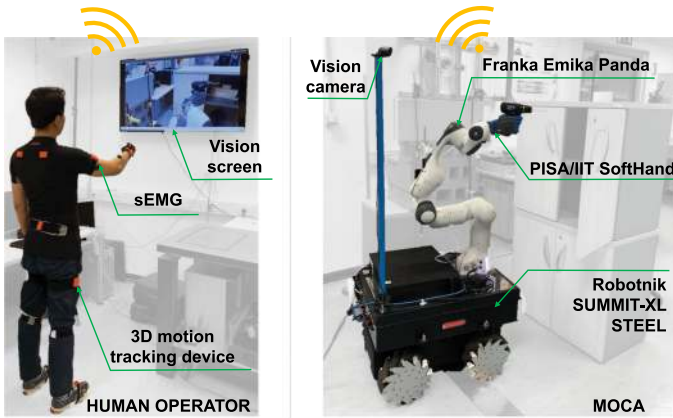 Vision
screen
sEMG
3D motion
tracking device
HUMAN OPERATOR
Vision
camera
Franka Emika Panda
PISA/IIT SoftHand
Robotnik
SUMMIT-XL
STEEL
MOCA